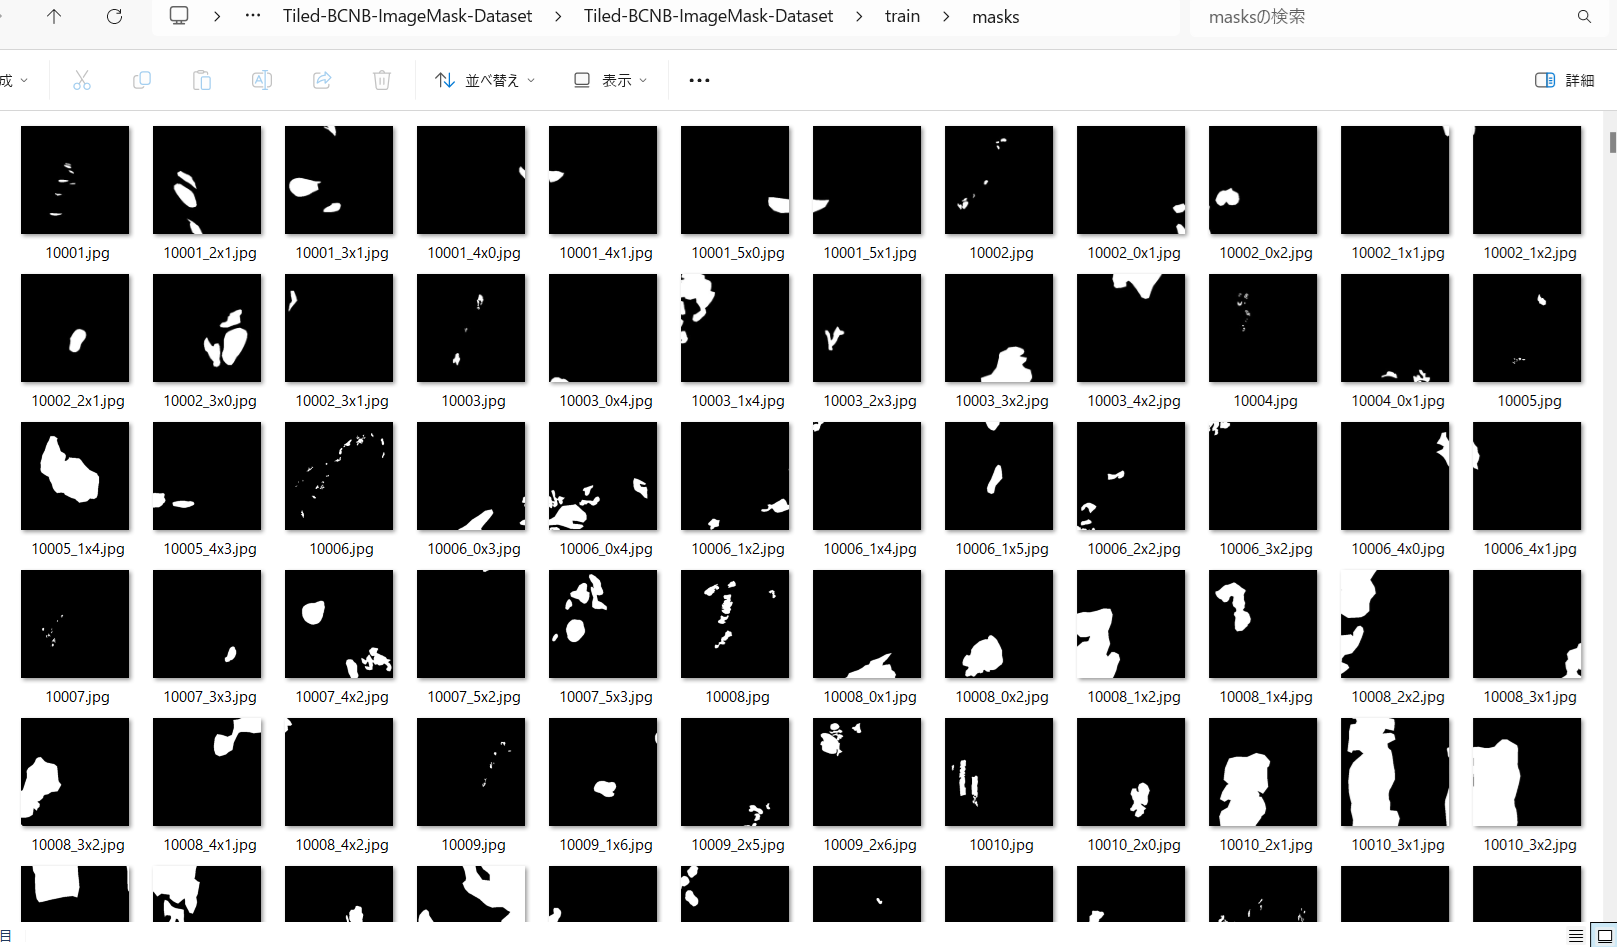 Tiled-BCNB-ImageMask-Dataset > Tiled-BCNB-ImageMask-Dataset > train > masks
masksの検索
成 並べ替え 表示 詳細
10001.jpg 10001_2x1.jpg 10001_3x1.jpg 10001_4x0.jpg 10001_4x1.jpg 10001_5x0.jpg 10001_5x1.jpg 10002.jpg 10002_0x1.jpg 10002_0x2.jpg 10002_1x1.jpg 10002_1x2.jpg
10002_2x1.jpg 10002_3x0.jpg 10002_3x1.jpg 10003.jpg 10003_0x4.jpg 10003_1x4.jpg 10003_2x3.jpg 10003_3x2.jpg 10003_4x2.jpg 10004.jpg 10004_0x1.jpg 10005.jpg
10005_1x4.jpg 10005_4x3.jpg 10006.jpg 10006_0x3.jpg 10006_0x4.jpg 10006_1x2.jpg 10006_1x4.jpg 10006_1x5.jpg 10006_2x2.jpg 10006_3x2.jpg 10006_4x0.jpg 10006_4x1.jpg
10007.jpg 10007_3x3.jpg 10007_4x2.jpg 10007_5x2.jpg 10007_5x3.jpg 10008.jpg 10008_0x1.jpg 10008_0x2.jpg 10008_1x2.jpg 10008_1x4.jpg 10008_2x2.jpg 10008_3x1.jpg
10008_3x2.jpg 10008_4x1.jpg 10008_4x2.jpg 10009.jpg 10009_1x6.jpg 10009_2x5.jpg 10009_2x6.jpg 10010.jpg 10010_2x0.jpg 10010_2x1.jpg 10010_3x1.jpg 10010_3x2.jpg
目